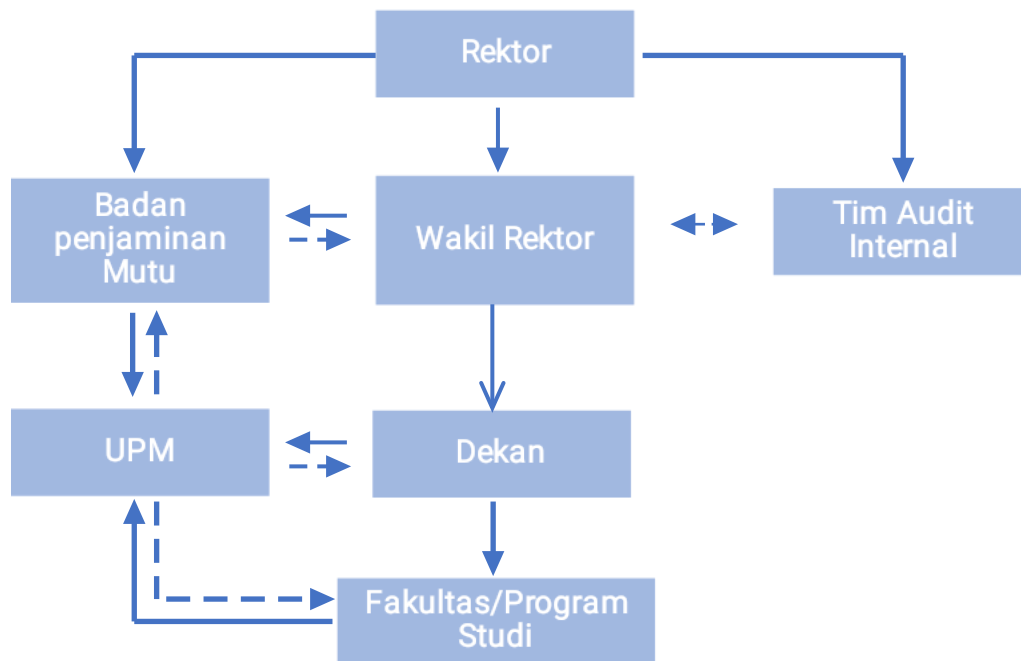 Rektor
Badan
penjaminan
Mutu
Wakil Rektor
Tim Audit
Internal
UPM
Dekan
Fakultas/Program
Studi